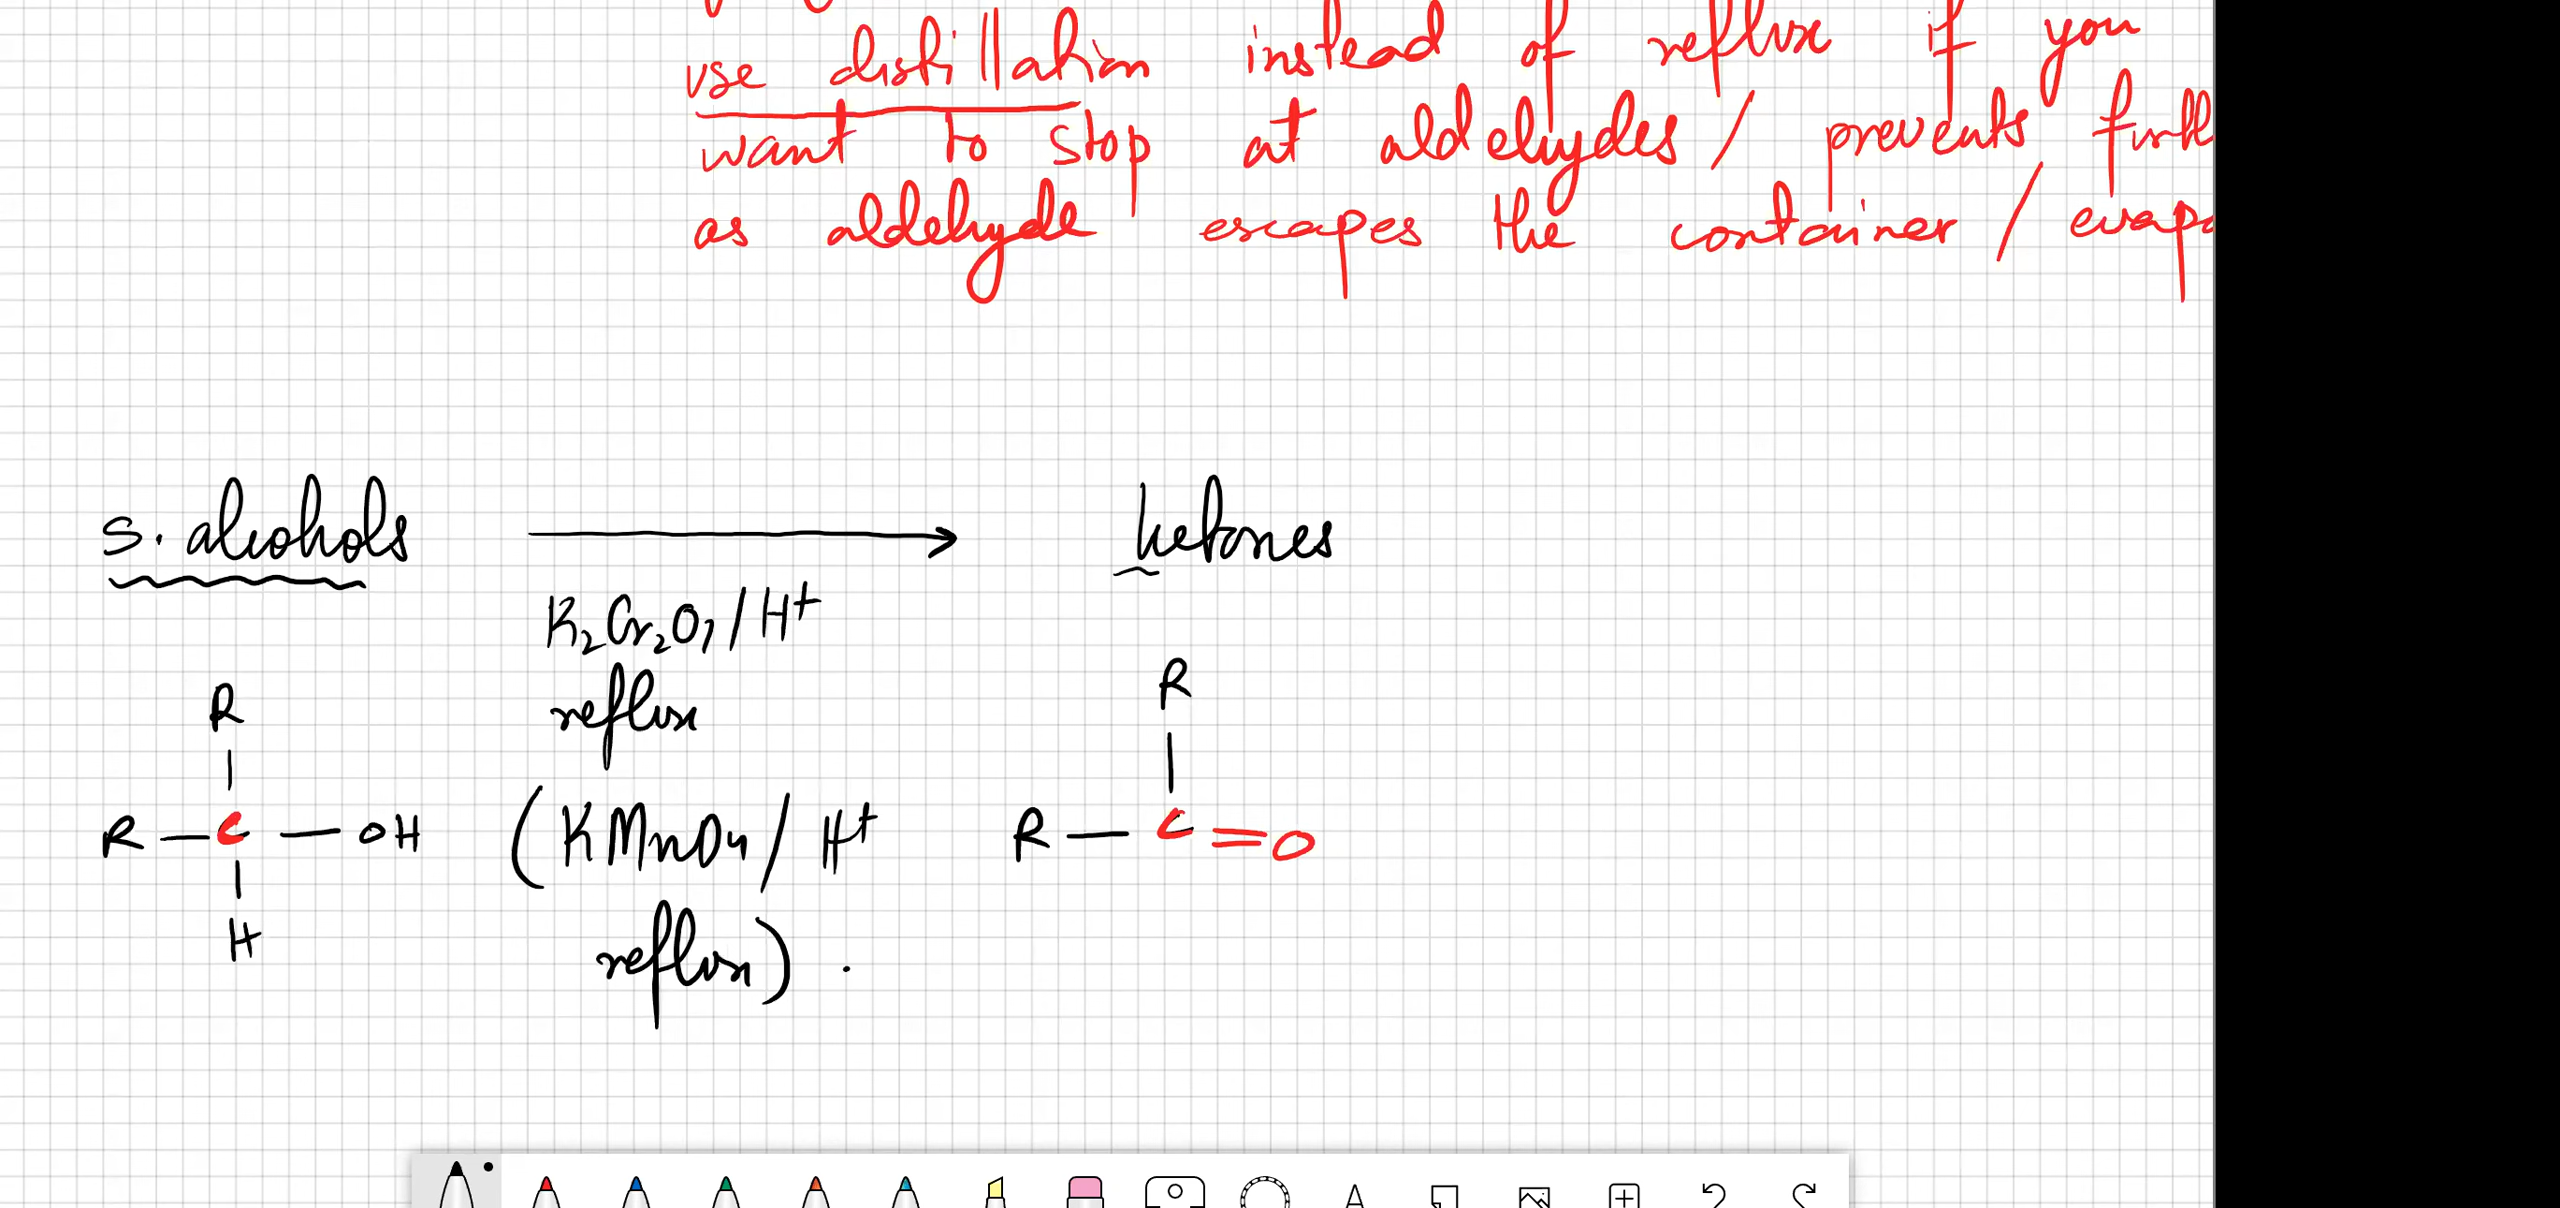 use distillation instead of reflux if you
want to stop at aldehydes / prevents
as aldehyde escapes the container /
s. alcohols ketones
K₂Cr₂O₇ / H⁺
reflux
R R
R — C — OH (KMnO₄ / H⁺ R — C = O
H
reflux).
A